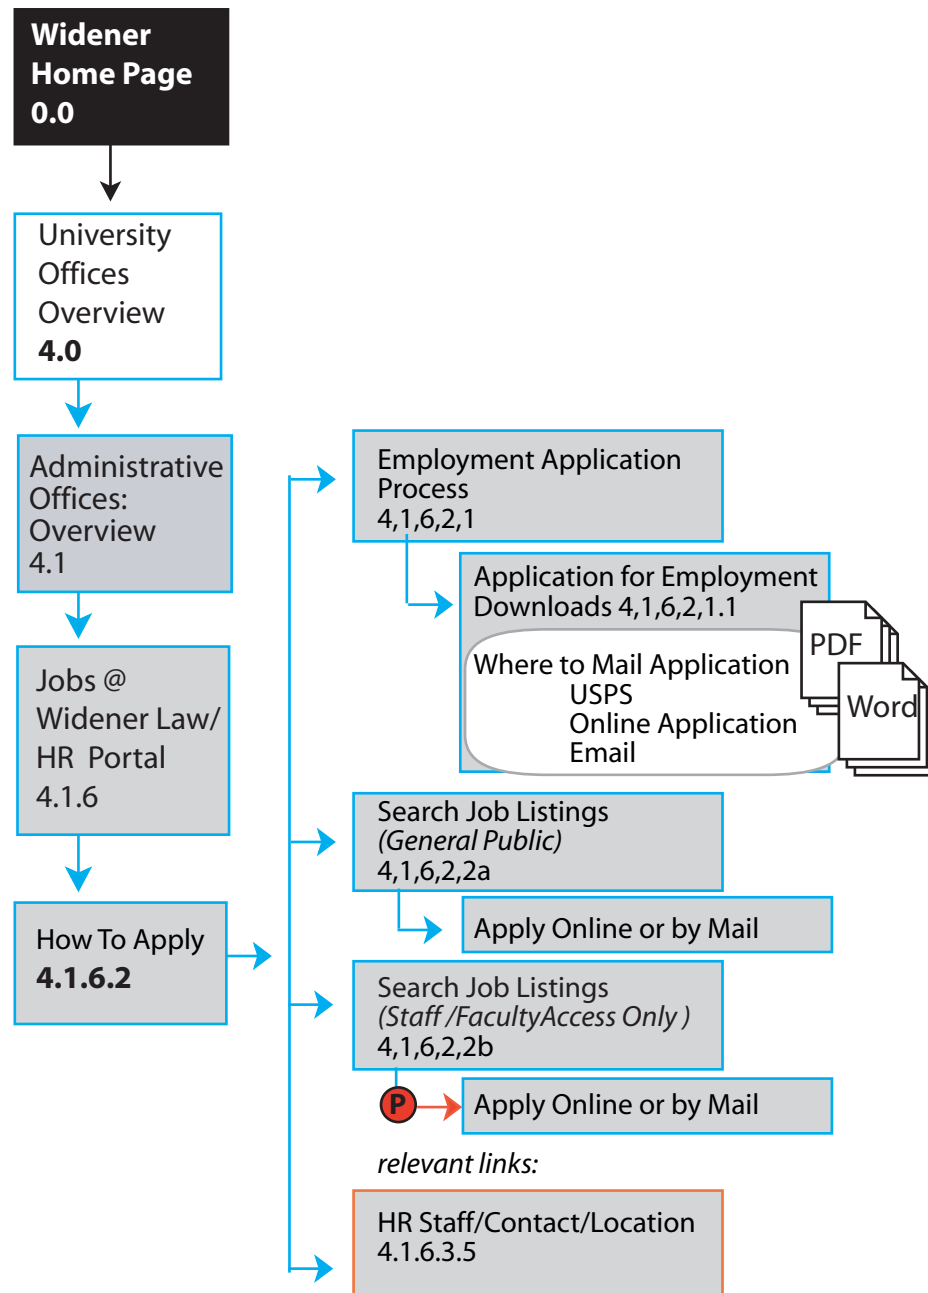 Widener
Home Page
0.0
University
Offices
Overview
4.0
Administrative
Offices:
Overview
4.1
Jobs @
Widener Law/
HR Portal
4.1.6
How To Apply
4.1.6.2
Employment Application
Process
4,1,6,2,1
Application for Employment
Downloads 4,1,6,2,1.1
Where to Mail Application
USPS
Online Application
Email
PDF
Word
Search Job Listings
(General Public)
4,1,6,2,2a
Apply Online or by Mail
Search Job Listings
(Staff /FacultyAccess Only )
4,1,6,2,2b
P
Apply Online or by Mail
relevant links:
HR Staff/Contact/Location
4.1.6.3.5